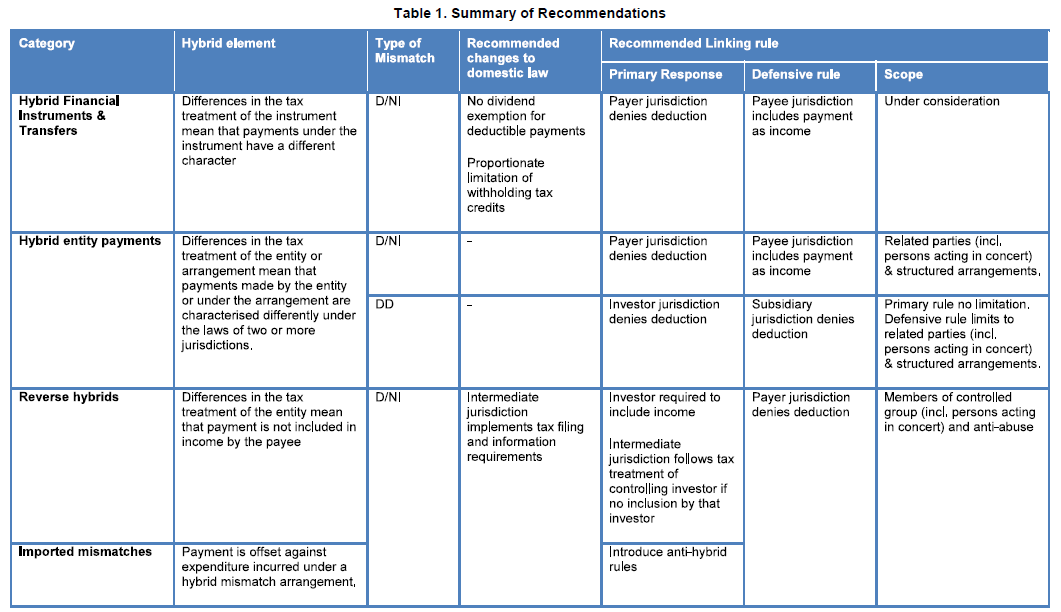 Table 1. Summary of Recommendations
Category
Hybrid element
Type of
Mismatch
Recommended
changes to
domestic law
Recommended Linking rule
Primary Response
Defensive rule
Scope
Hybrid Financial
Instruments &
Transfers
Differences in the tax
treatment of the instrument
mean that payments under the
instrument have a different
character
D/NI
No dividend
exemption for
deductible payments
Proportionate
limitation of
withholding tax
credits
Payer jurisdiction
denies deduction
Payee jurisdiction
includes payment
as income
Under consideration
Hybrid entity payments
Differences in the tax
treatment of the entity or
arrangement mean that
payments made by the entity
or under the arrangement are
characterised differently under
the laws of two or more
jurisdictions.
D/NI
–
Payer jurisdiction
denies deduction
Payee jurisdiction
includes payment
as income
Related parties (incl.
persons acting in concert)
& structured arrangements.
DD
–
Investor jurisdiction
denies deduction
Subsidiary
jurisdiction denies
deduction
Primary rule no limitation.
Defensive rule limits to
related parties (incl.
persons acting in concert)
& structured arrangements.
Reverse hybrids
Differences in the tax
treatment of the entity mean
that payment is not included in
income by the payee
D/NI
Intermediate
jurisdiction
implements tax filing
and information
requirements
Investor required to
include income
Intermediate
jurisdiction follows tax
treatment of
controlling investor if
no inclusion by that
investor
Payer jurisdiction
denies deduction
Members of controlled
group (incl. persons acting
in concert) and anti-abuse
Imported mismatches
Payment is offset against
expenditure incurred under a
hybrid mismatch arrangement.
Introduce anti-hybrid
rules